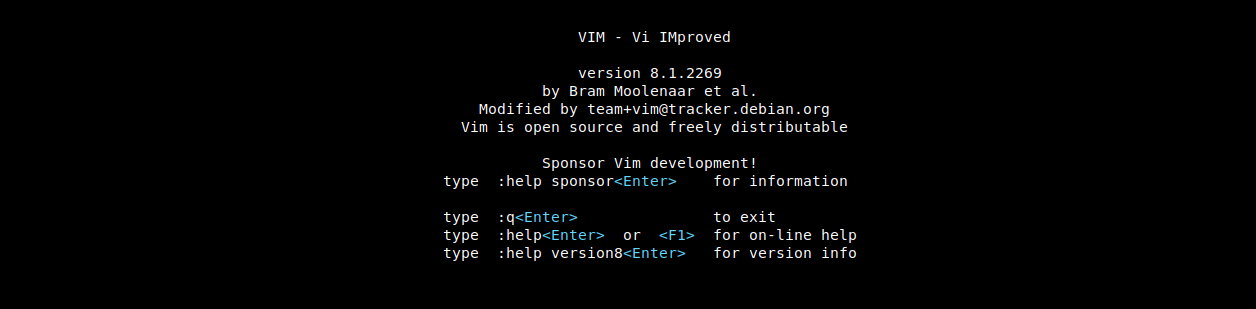 VIM - Vi IMproved
version 8.1.2269
by Bram Moolenaar et al.
Modified by team+vim@tracker.debian.org
Vim is open source and freely distributable
Sponsor Vim development!
type  :help sponsor<Enter>    for information
type  :q<Enter>               to exit
type  :help<Enter>  or  <F1>  for on-line help
type  :help version8<Enter>   for version info